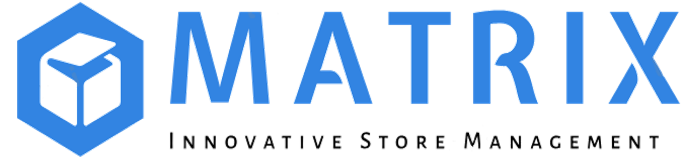 MATRIX
INNOVATIVE STORE MANAGEMENT